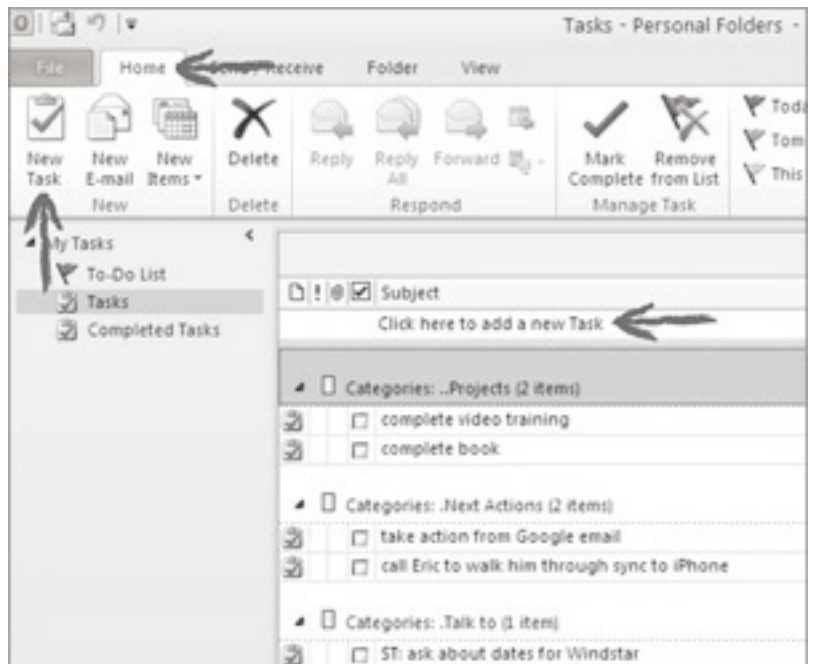 Tasks - Personal Folders -
File Home Receive Folder View
New Task
New E-mail
New Items
Delete
Reply
Reply All
Forward
Mark Complete
Remove from List
Toda
Tom
This
New
Delete
Respond
Manage Task
My Tasks
To-Do List
Tasks
Completed Tasks
! Subject
Click here to add a new Task
Categories: ..Projects (2 items)
complete video training
complete book
Categories: .Next Actions (2 items)
take action from Google email
call Eric to walk him through sync to iPhone
Categories: .Talk to (1 item)
ST: ask about dates for Windstar